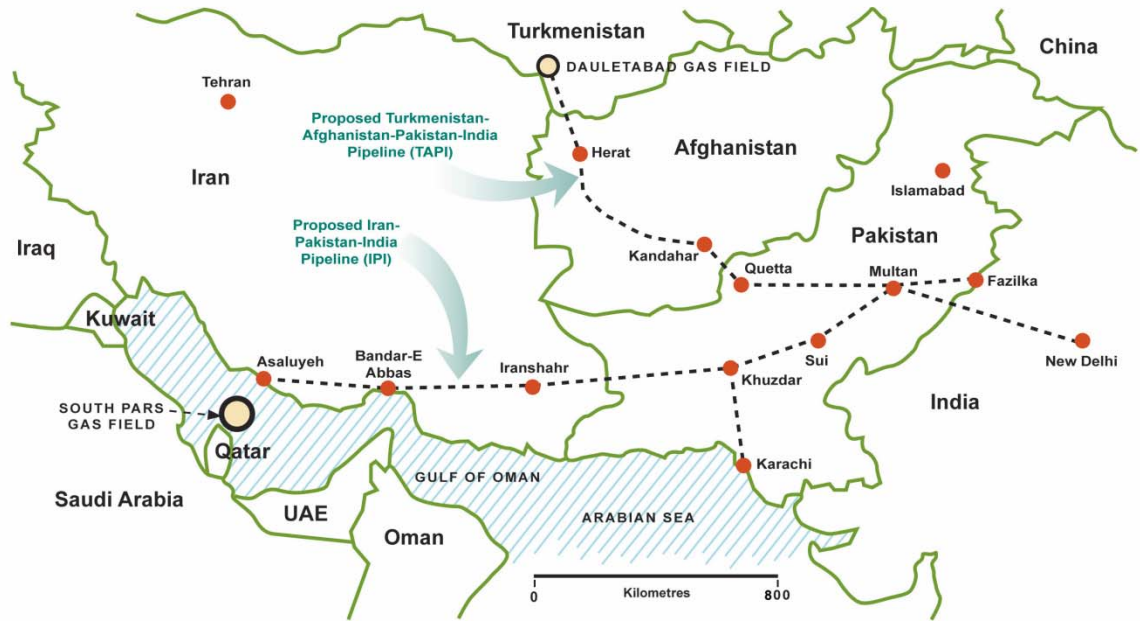 Turkmenistan
China
DAULETABAD GAS FIELD
Tehran
Proposed Turkmenistan-
Afghanistan-Pakistan-India
Pipeline (TAPI)
Herat
Afghanistan
Iran
Islamabad
Proposed Iran-
Pakistan-India
Pipeline (IPI)
Iraq
Pakistan
Kandahar
Quetta
Multan
Fazilka
Kuwait
Asaluyeh
Bandar-E
Abbas
Iranshahr
Sui
New Delhi
Khuzdar
SOUTH PARS
GAS FIELD
India
Qatar
Karachi
GULF OF OMAN
Saudi Arabia
UAE
ARABIAN SEA
Oman
0
Kilometres
800